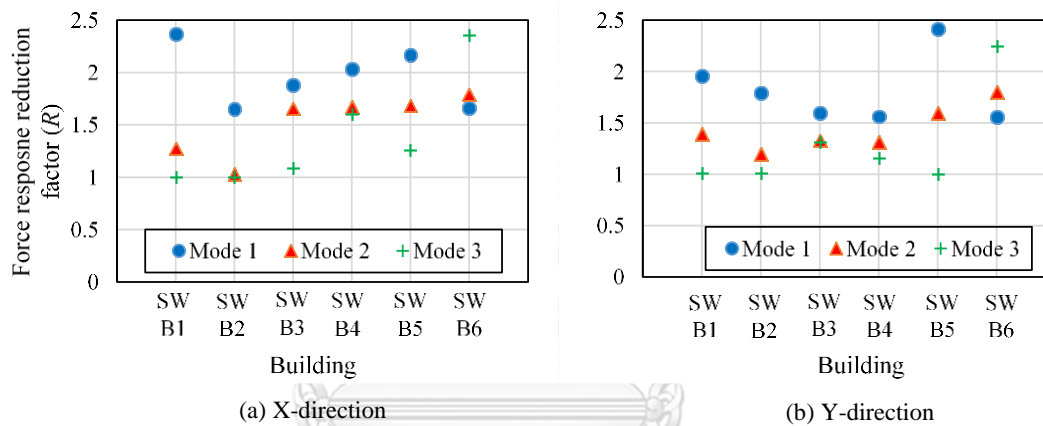 Force resposne reduction
factor (R)
2.5
2
1.5
1
0.5
0
Mode 1
Mode 2
Mode 3
SW SW SW SW SW SW
B1 B2 B3 B4 B5 B6
Building
(a) X-direction
2.5
2
1.5
1
0.5
0
Mode 1
Mode 2
Mode 3
SW SW SW SW SW SW
B1 B2 B3 B4 B5 B6
Building
(b) Y-direction